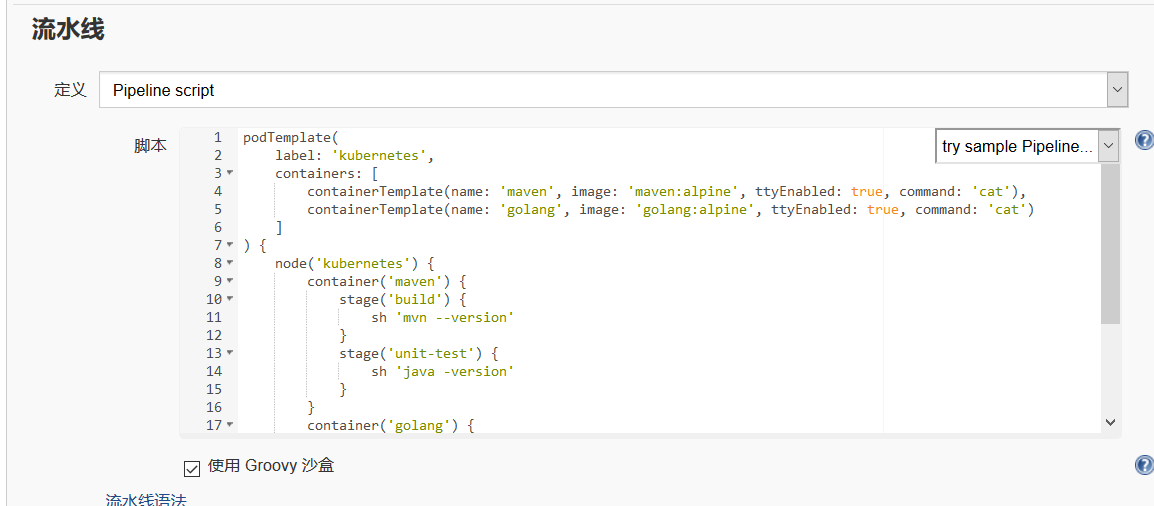 流水线
定义
Pipeline script
脚本
try sample Pipeline...
1 podTemplate(
2     label: 'kubernetes',
3     containers: [
4         containerTemplate(name: 'maven', image: 'maven:alpine', ttyEnabled: true, command: 'cat'),
5         containerTemplate(name: 'golang', image: 'golang:alpine', ttyEnabled: true, command: 'cat')
6     ]
7 ) {
8     node('kubernetes') {
9         container('maven') {
10             stage('build') {
11                 sh 'mvn --version'
12             }
13             stage('unit-test') {
14                 sh 'java -version'
15             }
16         }
17         container('golang') {
使用 Groovy 沙盒
流水线语法